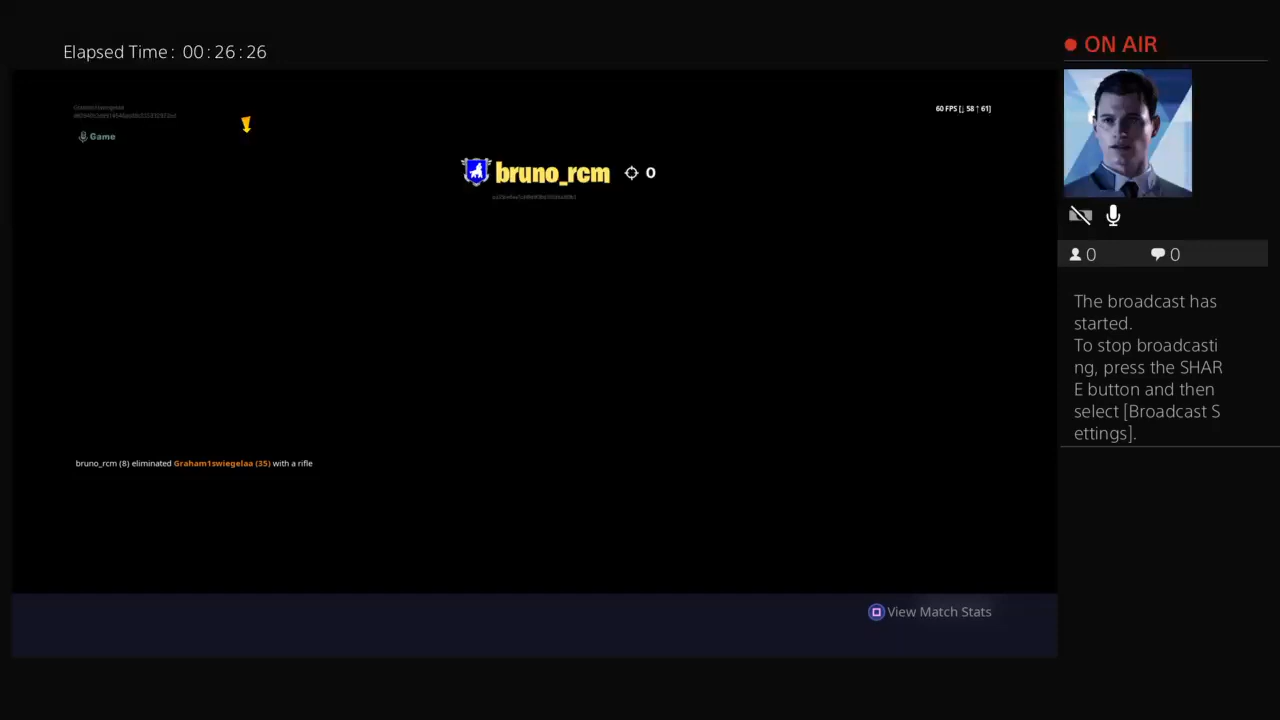 Elapsed Time: 00:26:26
ON AIR
60 FPS [↓ 58 ↑ 61]
Game
bruno_rcm 0
0 0
The broadcast has
started.
To stop broadcasti
ng, press the SHAR
E button and then
select [Broadcast S
ettings].
bruno_rcm (8) eliminated Graham1swiegelaa (35) with a rifle
View Match Stats